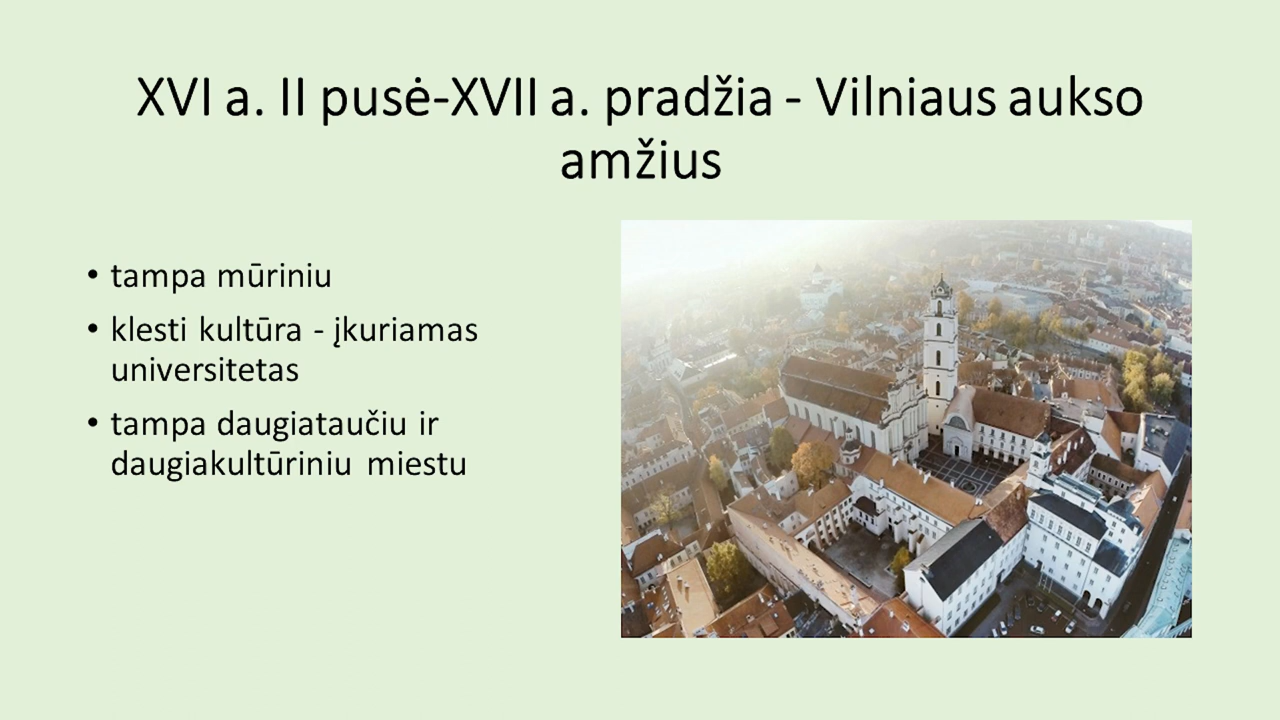 XVI a. II pusė-XVII a. pradžia - Vilniaus aukso
amžius
• tampa mūriniu
• klesti kultūra - įkuriamas
universitetas
• tampa daugiataučiu ir
daugiakultūriniu miestu